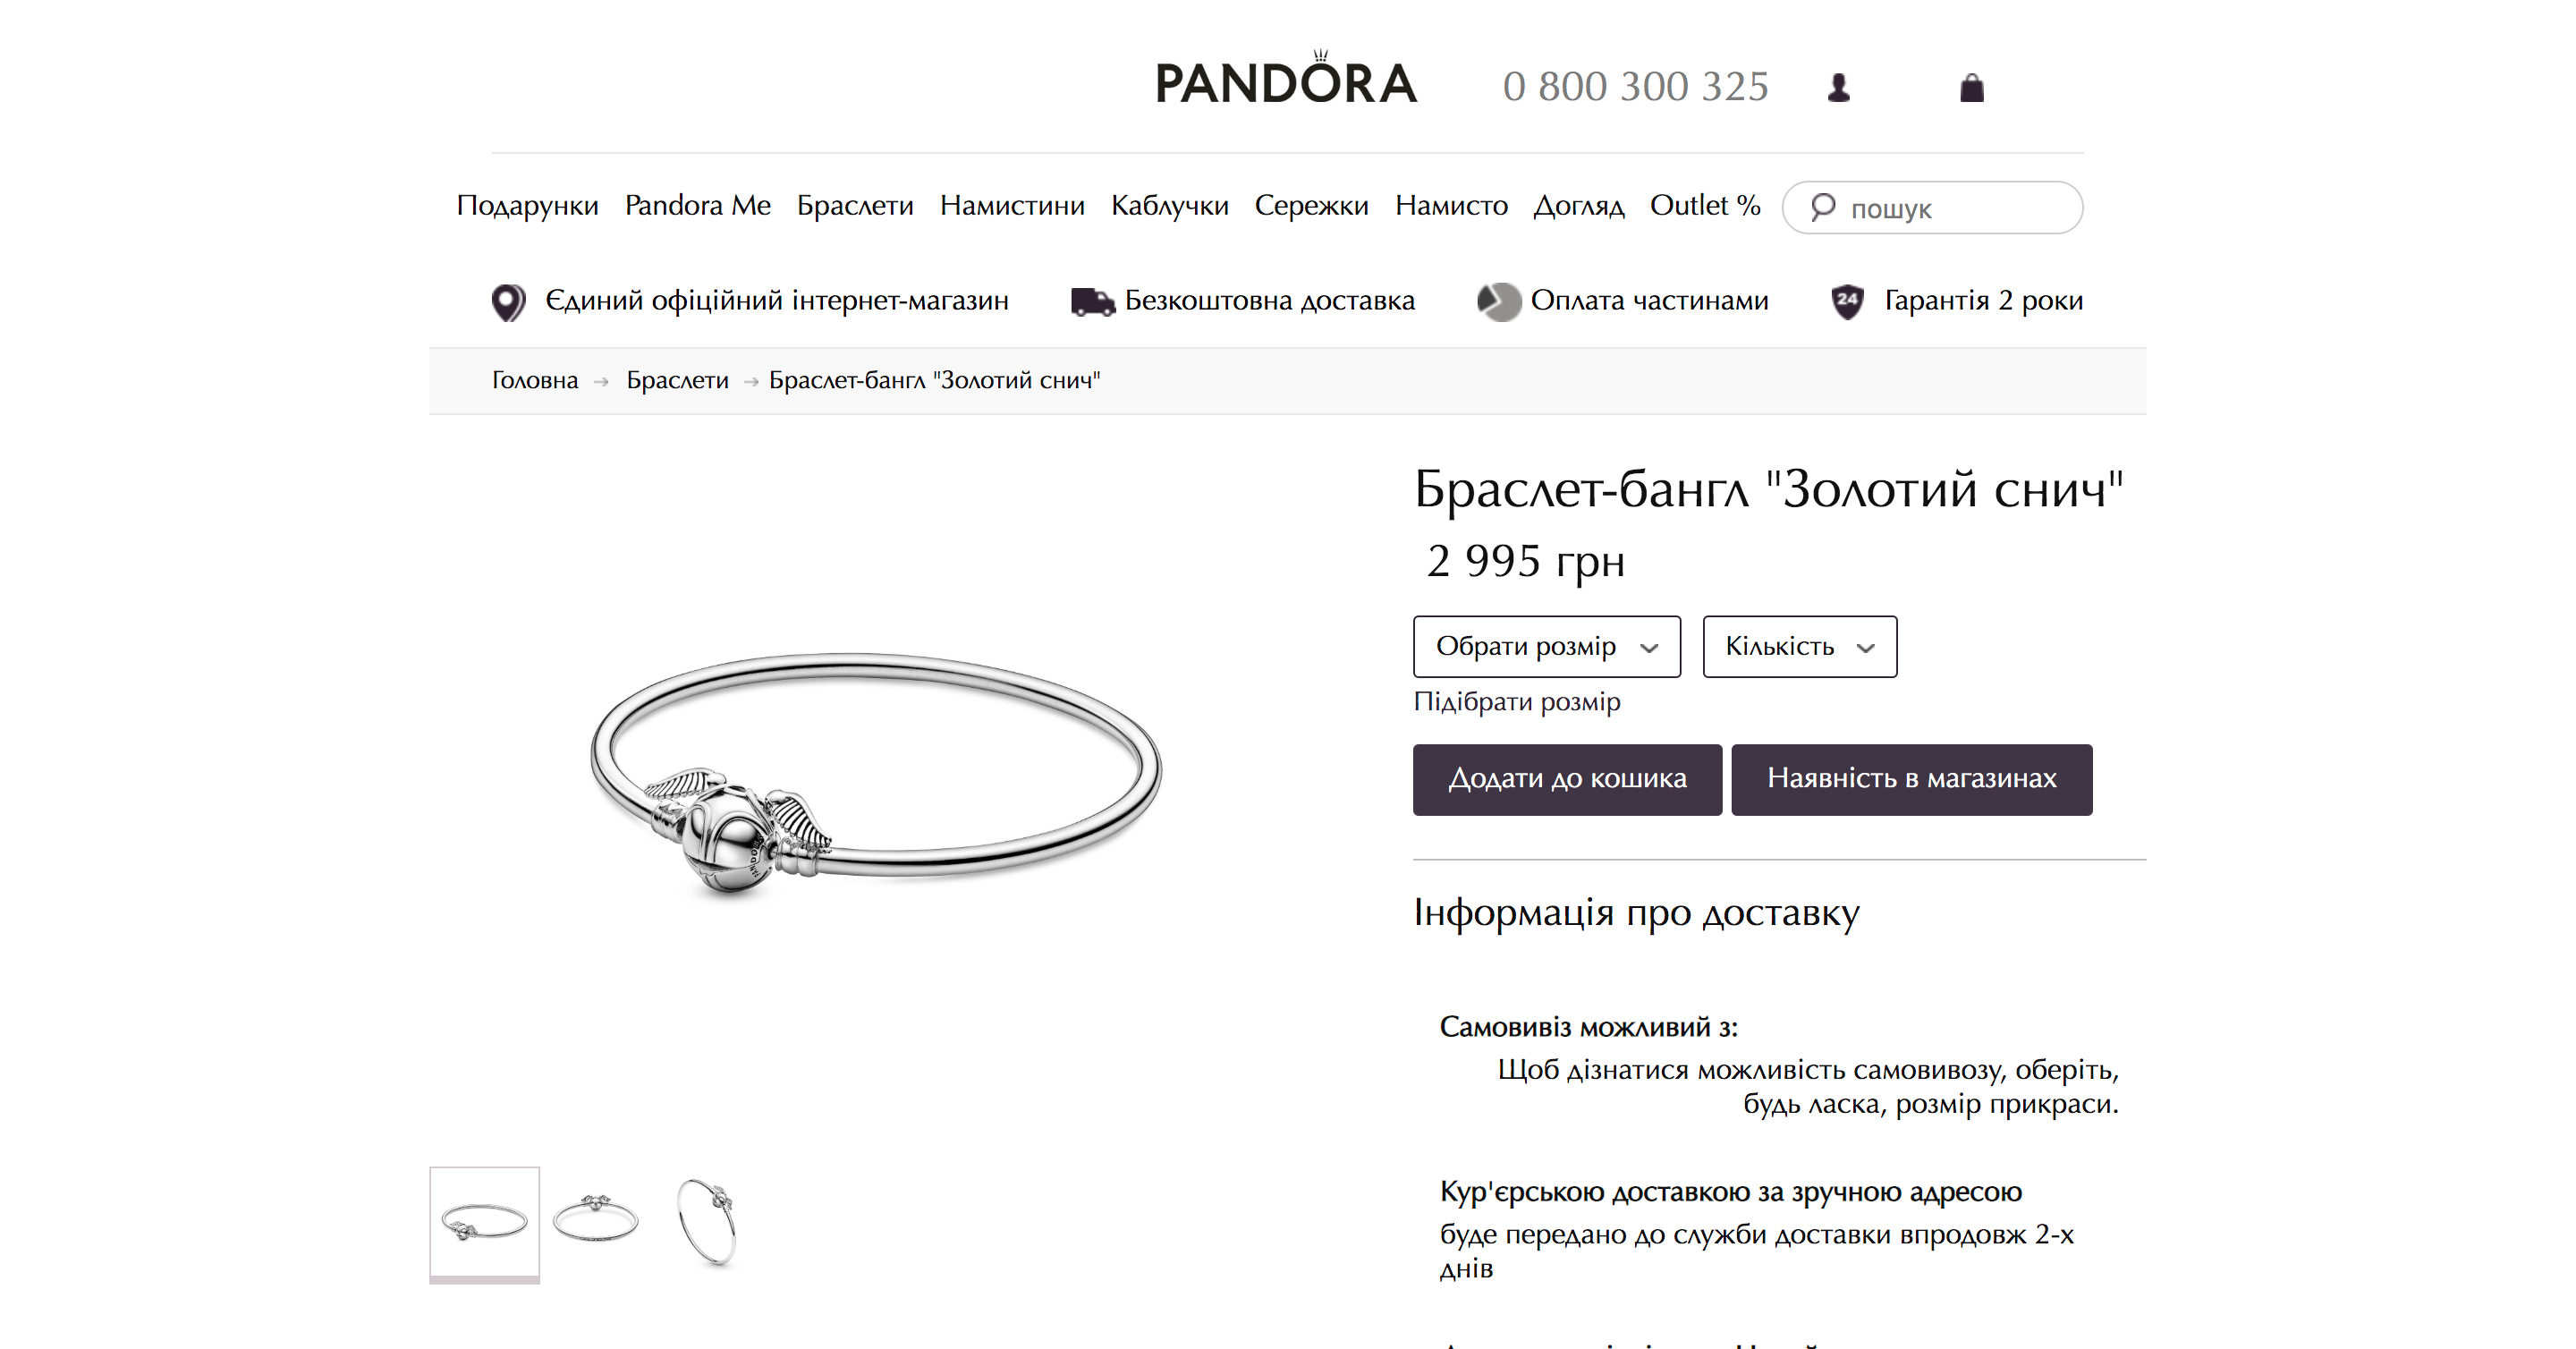 PANDORA
0 800 300 325
Подарунки Pandora Me Браслети Намистини Каблучки Сережки Намисто Догляд Outlet % пошук
Єдиний офіційний інтернет-магазин Безкоштовна доставка Оплата частинами 24 Гарантія 2 роки
Головна → Браслети → Браслет-бангл "Золотий снич"
Браслет-бангл "Золотий снич"
2 995 грн
Обрати розмір Кількість
Підібрати розмір
Додати до кошика Наявність в магазинах
Інформація про доставку
Самовивіз можливий з:
Щоб дізнатися можливість самовивозу, оберіть,
будь ласка, розмір прикраси.
Кур'єрською доставкою за зручною адресою
буде передано до служби доставки впродовж 2-х
днів